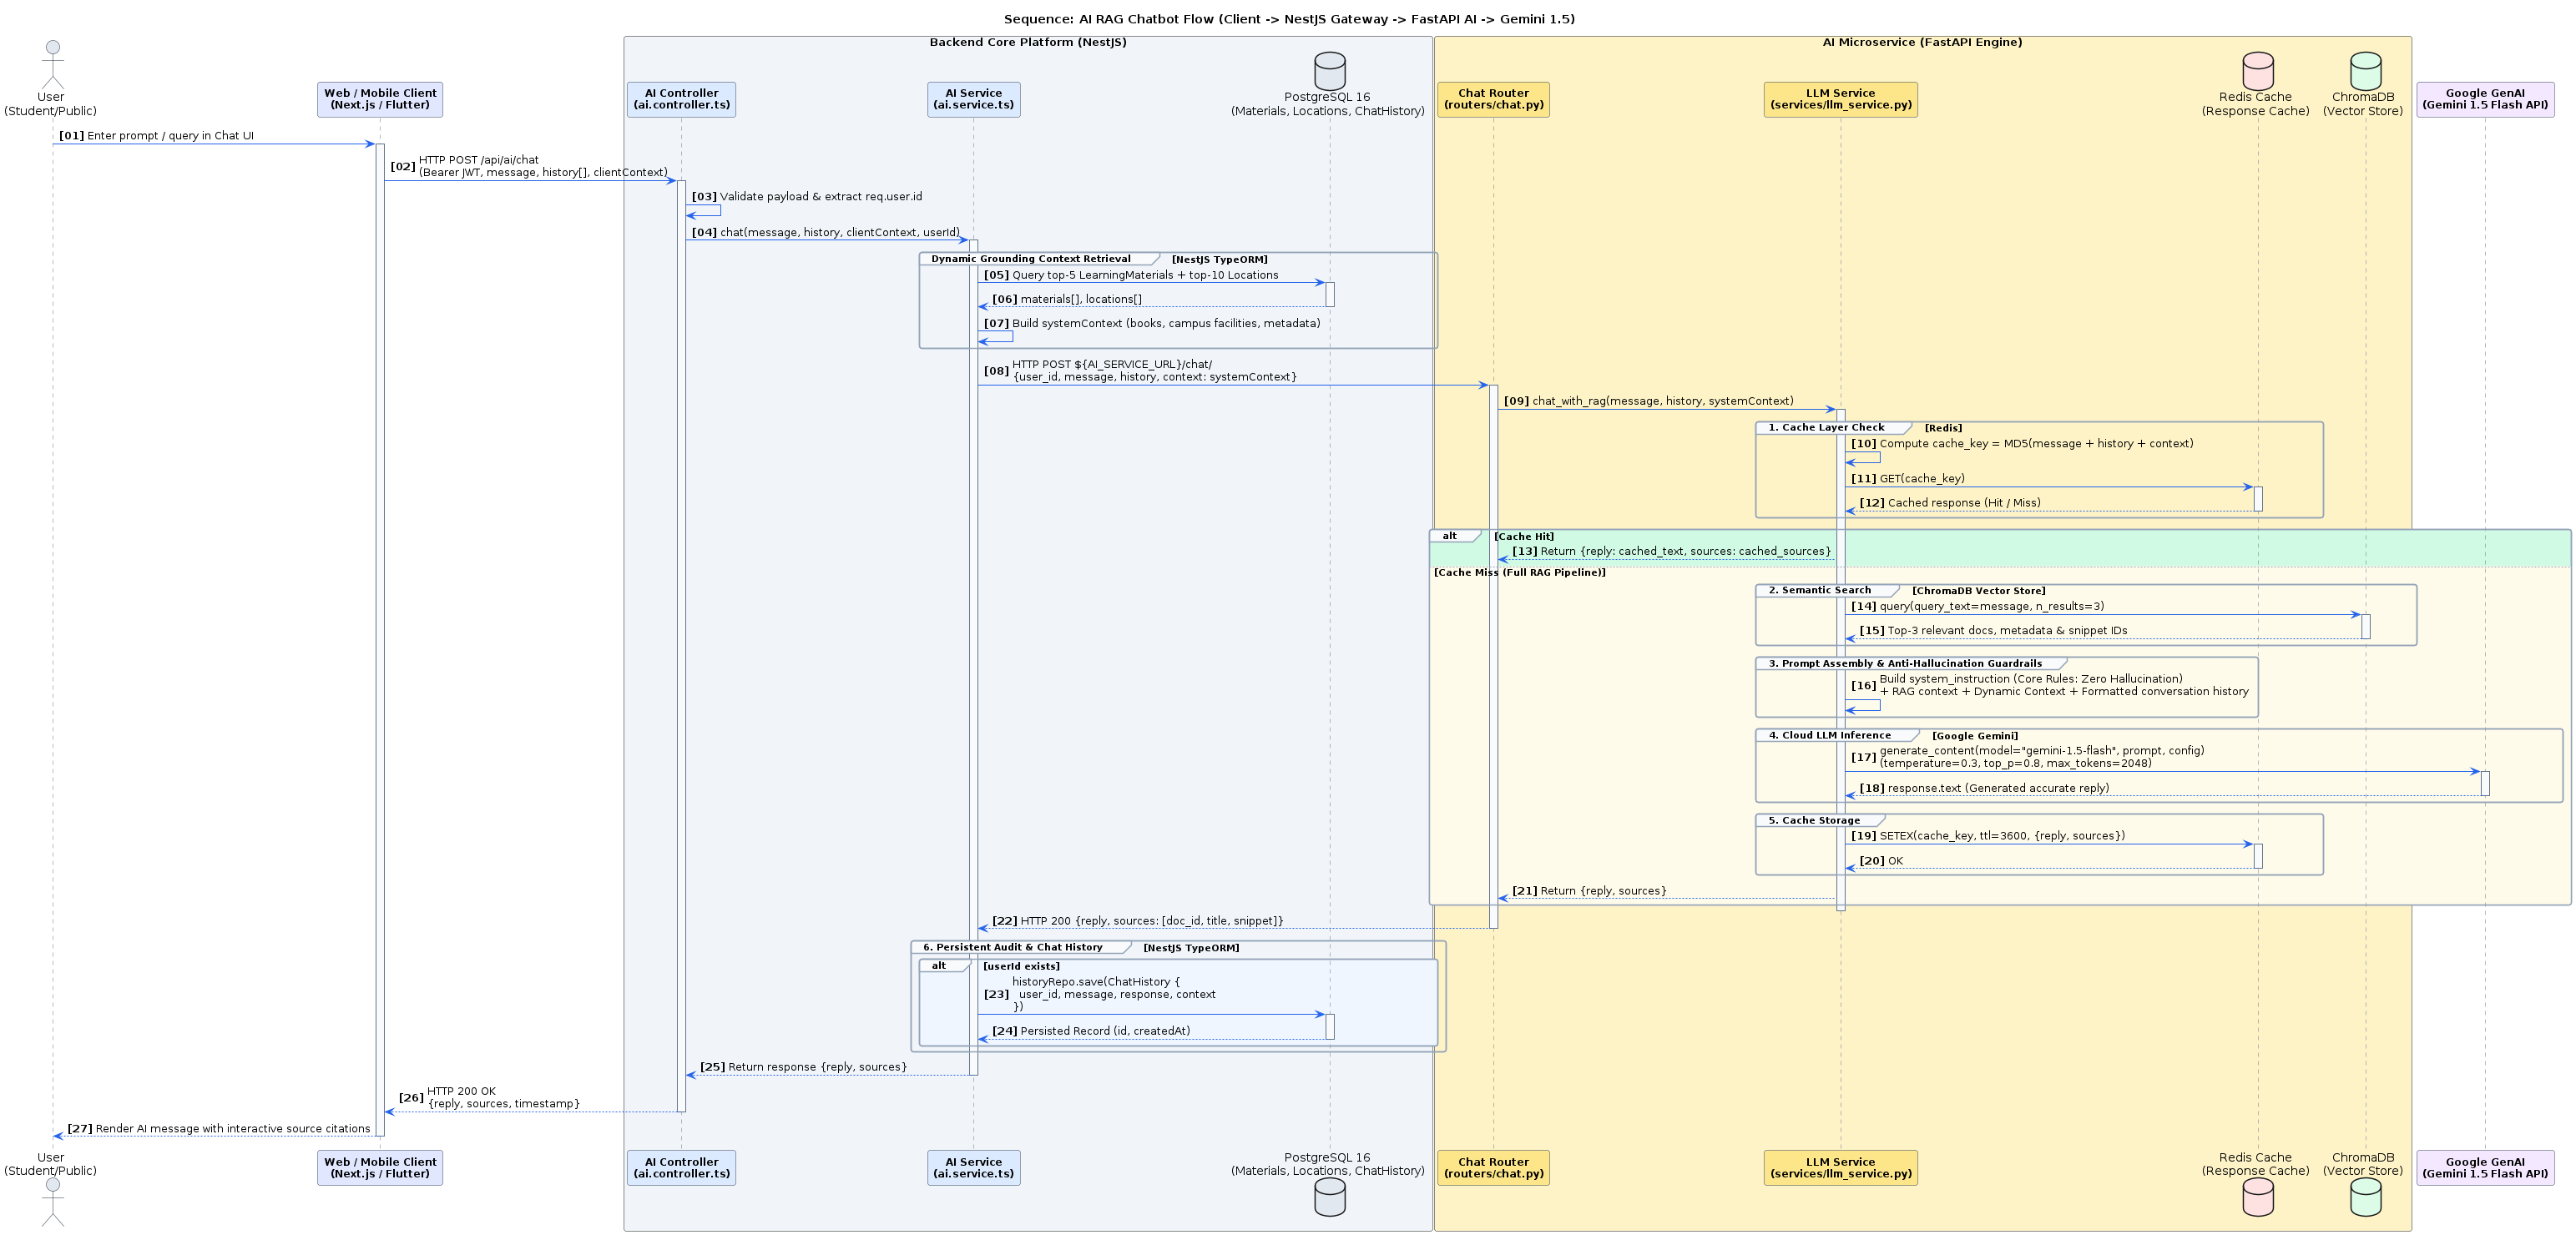 Sequence: AI RAG Chatbot Flow (Client -> NestJS Gateway -> FastAPI AI -> Gemini 1.5)
Backend Core Platform (NestJS)
AI Microservice (FastAPI Engine)
User
(Student/Public)
Web / Mobile Client
(Next.js / Flutter)
AI Controller
(ai.controller.ts)
AI Service
(ai.service.ts)
PostgreSQL 16
(Materials, Locations, ChatHistory)
Chat Router
(routers/chat.py)
LLM Service
(services/llm_service.py)
Redis Cache
(Response Cache)
ChromaDB
(Vector Store)
Google GenAI
(Gemini 1.5 Flash API)
[01] Enter prompt / query in Chat UI
[02] HTTP POST /api/ai/chat
(Bearer JWT, message, history[], clientContext)
[03] Validate payload & extract req.user.id
[04] chat(message, history, clientContext, userId)
Dynamic Grounding Context Retrieval [NestJS TypeORM]
[05] Query top-5 LearningMaterials + top-10 Locations
[06] materials[], locations[]
[07] Build systemContext (books, campus facilities, metadata)
[08] HTTP POST ${AI_SERVICE_URL}/chat/
{user_id, message, history, context: systemContext}
[09] chat_with_rag(message, history, systemContext)
1. Cache Layer Check [Redis]
[10] Compute cache_key = MD5(message + history + context)
[11] GET(cache_key)
[12] Cached response (Hit / Miss)
alt [Cache Hit]
[13] Return {reply: cached_text, sources: cached_sources}
[Cache Miss (Full RAG Pipeline)]
2. Semantic Search [ChromaDB Vector Store]
[14] query(query_text=message, n_results=3)
[15] Top-3 relevant docs, metadata & snippet IDs
3. Prompt Assembly & Anti-Hallucination Guardrails
[16] Build system_instruction (Core Rules: Zero Hallucination)
+ RAG context + Dynamic Context + Formatted conversation history
4. Cloud LLM Inference [Google Gemini]
[17] generate_content(model="gemini-1.5-flash", prompt, config)
(temperature=0.3, top_p=0.8, max_tokens=2048)
[18] response.text (Generated accurate reply)
5. Cache Storage
[19] SETEX(cache_key, ttl=3600, {reply, sources})
[20] OK
[21] Return {reply, sources}
[22] HTTP 200 {reply, sources: [doc_id, title, snippet]}
6. Persistent Audit & Chat History [NestJS TypeORM]
alt [userId exists]
[23] historyRepo.save(ChatHistory {
user_id, message, response, context
})
[24] Persisted Record (id, createdAt)
[25] Return response {reply, sources}
[26] HTTP 200 OK
{reply, sources, timestamp}
[27] Render AI message with interactive source citations
User
(Student/Public)
Web / Mobile Client
(Next.js / Flutter)
AI Controller
(ai.controller.ts)
AI Service
(ai.service.ts)
PostgreSQL 16
(Materials, Locations, ChatHistory)
Chat Router
(routers/chat.py)
LLM Service
(services/llm_service.py)
Redis Cache
(Response Cache)
ChromaDB
(Vector Store)
Google GenAI
(Gemini 1.5 Flash API)